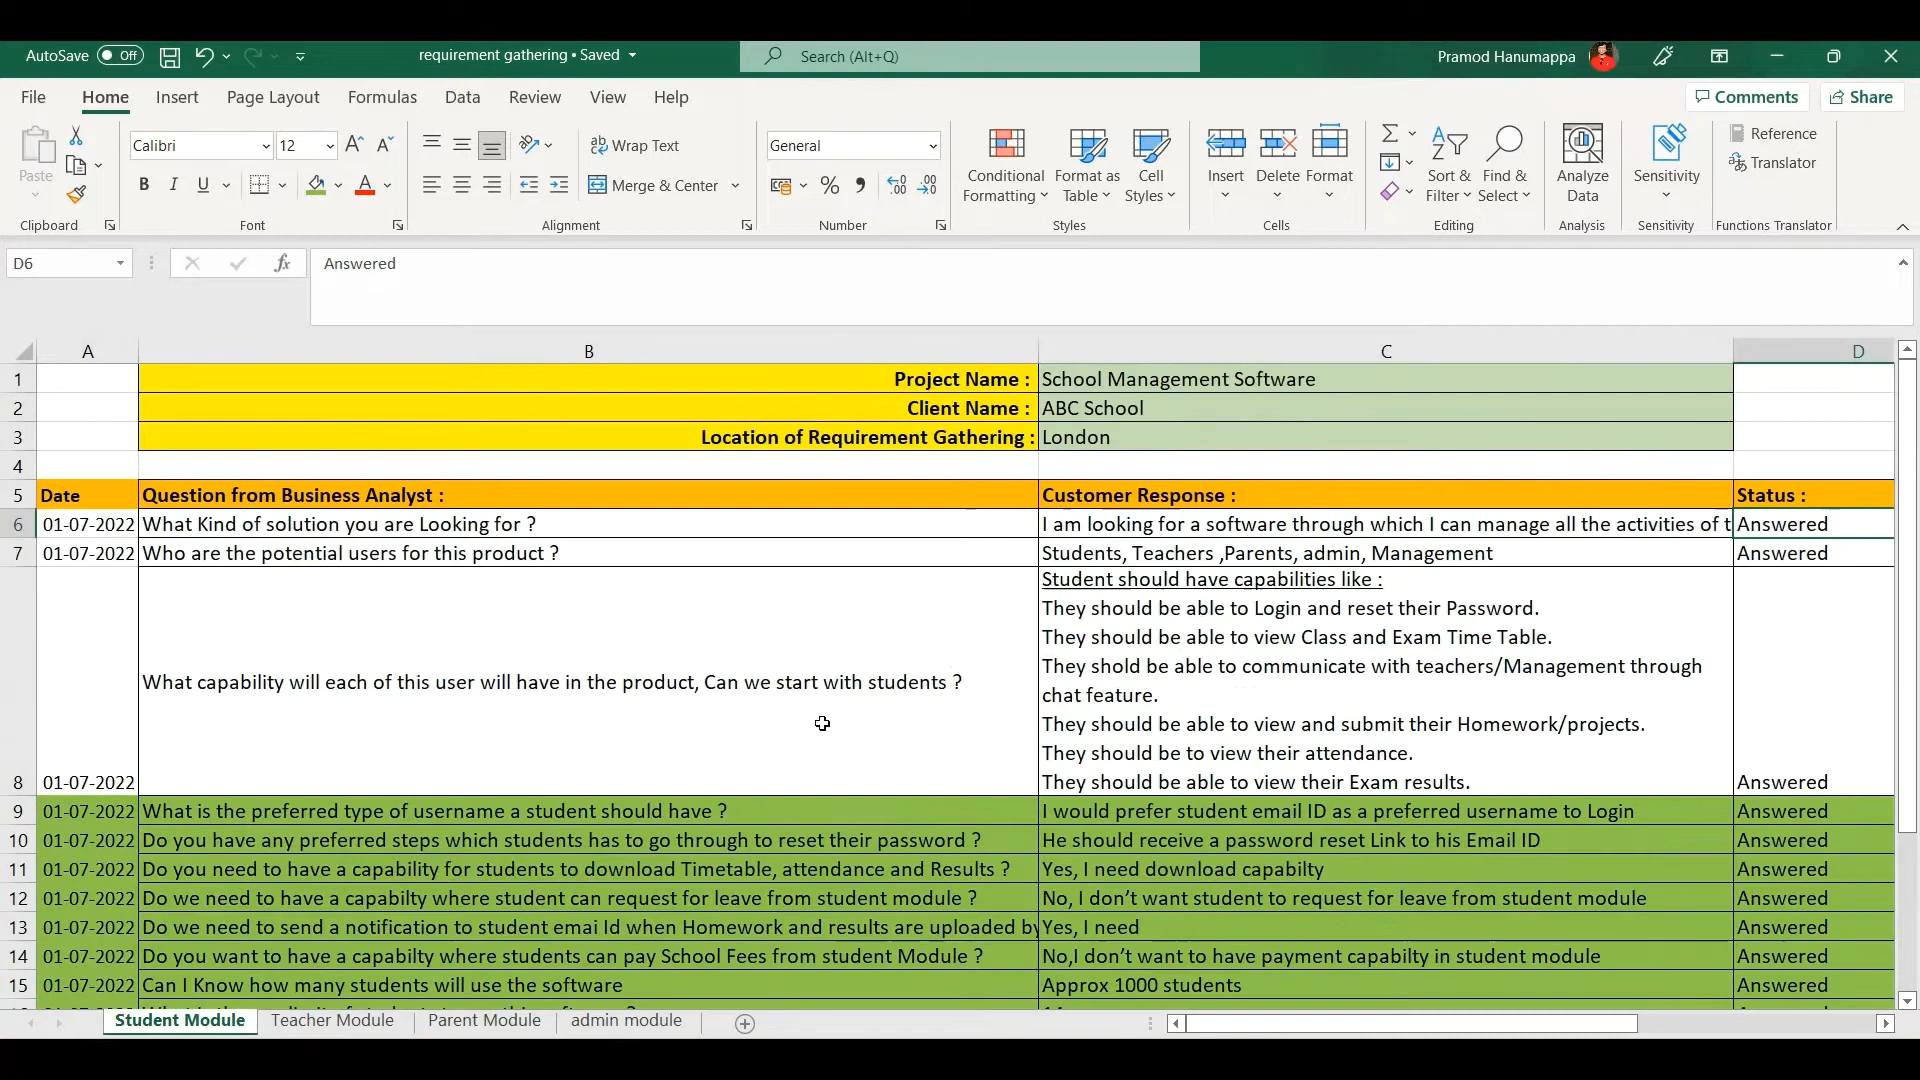 AutoSave Off requirement gathering • Saved Search (Alt+Q) Pramod Hanumappa
File Home Insert Page Layout Formulas Data Review View Help Comments Share
Paste
Clipboard
Calibri 12
B I U
Font
Wrap Text
Merge & Center
Alignment
General
% ,
Number
Conditional Formatting
Format as Table
Cell Styles
Styles
Insert Delete Format
Cells
Sort & Filter
Find & Select
Editing
Analyze Data
Analysis
Sensitivity
Sensitivity
Reference
Translator
Functions Translator
D6 fx Answered
A B C D
1 Project Name : School Management Software
2 Client Name : ABC School
3 Location of Requirement Gathering : London
4
5 Date Question from Business Analyst : Customer Response : Status :
6 01-07-2022 What Kind of solution you are Looking for ? I am looking for a software through which I can manage all the activities of t Answered
7 01-07-2022 Who are the potential users for this product ? Students, Teachers ,Parents, admin, Management Answered
Student should have capabilities like :
They should be able to Login and reset their Password.
They should be able to view Class and Exam Time Table.
They shold be able to communicate with teachers/Management through
What capability will each of this user will have in the product, Can we start with students ?
chat feature.
They should be able to view and submit their Homework/projects.
They should be to view their attendance.
8 01-07-2022 They should be able to view their Exam results. Answered
9 01-07-2022 What is the preferred type of username a student should have ? I would prefer student email ID as a preferred username to Login Answered
10 01-07-2022 Do you have any preferred steps which students has to go through to reset their password ? He should receive a password reset Link to his Email ID Answered
11 01-07-2022 Do you need to have a capability for students to download Timetable, attendance and Results ? Yes, I need download capabilty Answered
12 01-07-2022 Do we need to have a capabilty where student can request for leave from student module ? No, I don’t want student to request for leave from student module Answered
13 01-07-2022 Do we need to send a notification to student emai Id when Homework and results are uploaded by Yes, I need Answered
14 01-07-2022 Do you want to have a capabilty where students can pay School Fees from student Module ? No,I don’t want to have payment capabilty in student module Answered
15 01-07-2022 Can I Know how many students will use the software Approx 1000 students Answered
Student Module Teacher Module Parent Module admin module